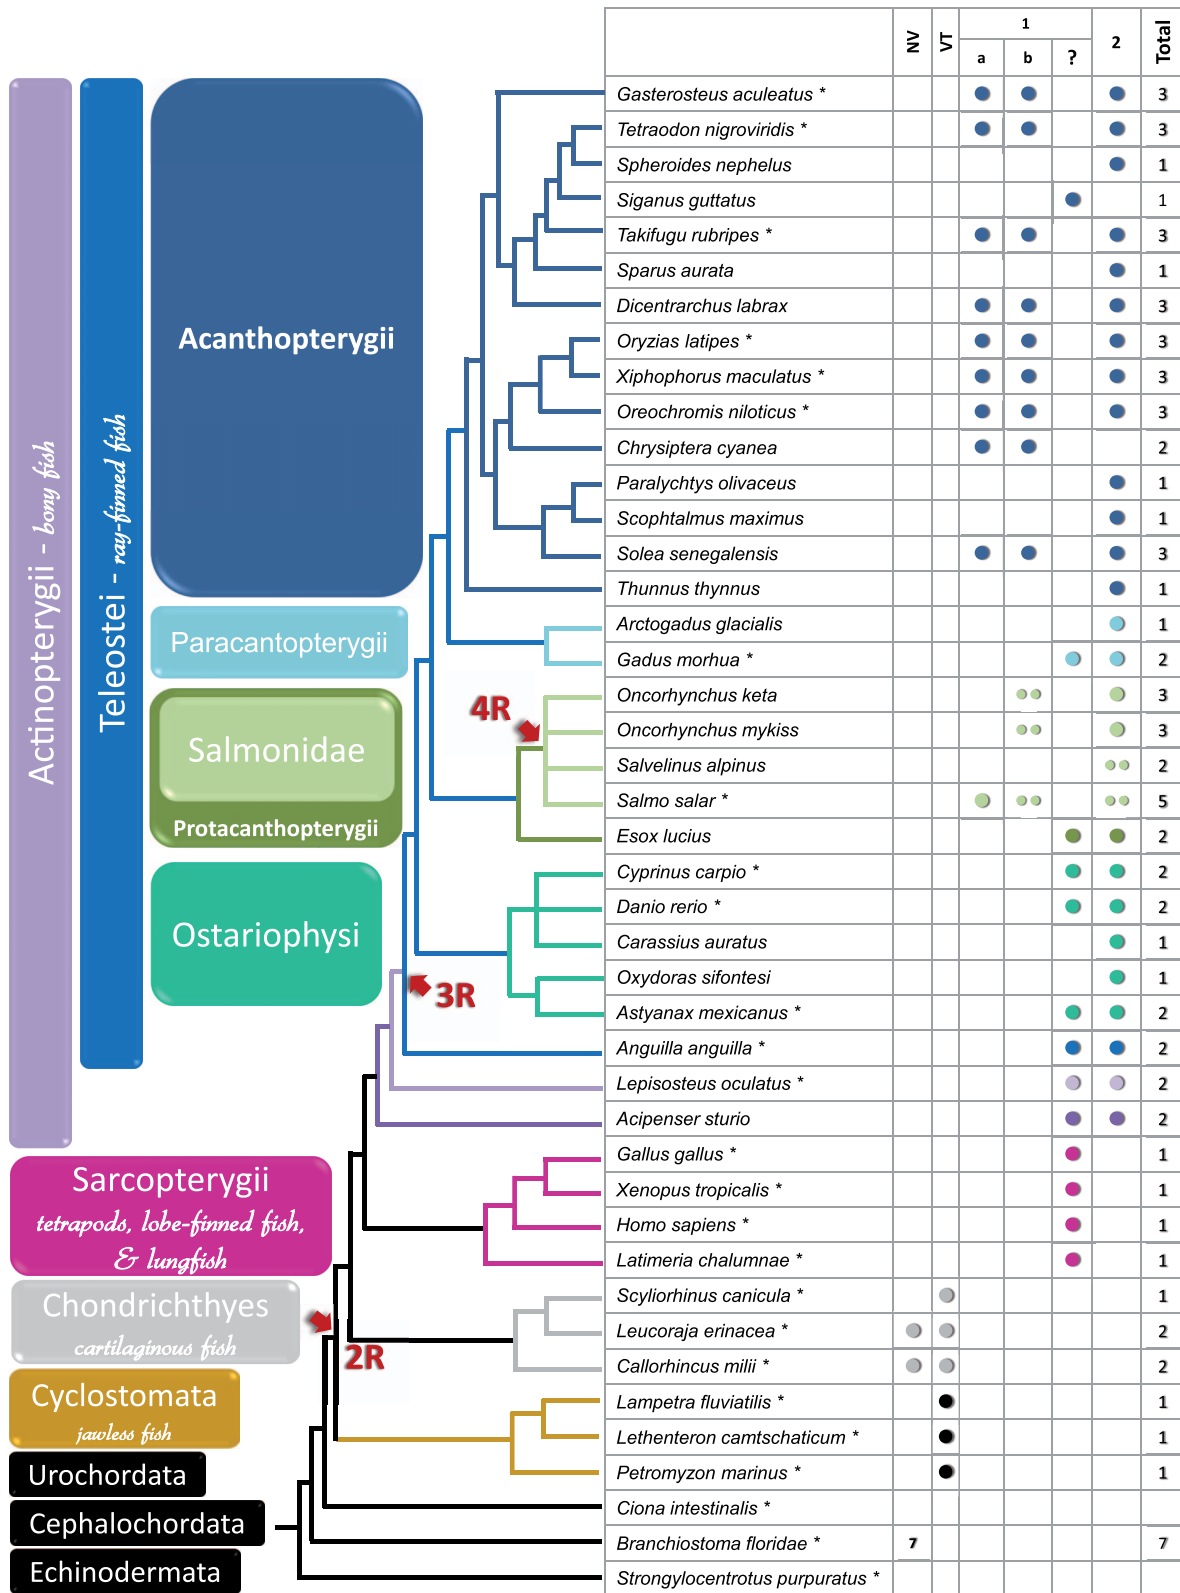 NV VT 1 2 Total
a b ?
Gasterosteus aculeatus * 3
Tetraodon nigroviridis * 3
Spheroides nephelus 1
Siganus guttatus 1
Takifugu rubripes * 3
Sparus aurata 1
Dicentrarchus labrax 3
Oryzias latipes * 3
Xiphophorus maculatus * 3
Oreochromis niloticus * 3
Chrysiptera cyanea 2
Paralychtys olivaceus 1
Scophtalmus maximus 1
Solea senegalensis 3
Thunnus thynnus 1
Arctogadus glacialis 1
Gadus morhua * 2
Oncorhynchus keta 3
Oncorhynchus mykiss 3
Salvelinus alpinus 2
Salmo salar * 5
Esox lucius 2
Cyprinus carpio * 2
Danio rerio * 2
Carassius auratus 1
Oxydoras sifontesi 1
Astyanax mexicanus * 2
Anguilla anguilla * 2
Lepisosteus oculatus * 2
Acipenser sturio 2
Gallus gallus * 1
Xenopus tropicalis * 1
Homo sapiens * 1
Latimeria chalumnae * 1
Scyliorhinus canicula * 1
Leucoraja erinacea * 2
Callorhincus milii * 2
Lampetra fluviatilis * 1
Lethenteron camtschaticum * 1
Petromyzon marinus * 1
Ciona intestinalis *
Branchiostoma floridae * 7 7
Strongylocentrotus purpuratus *
Actinopterygii - bony fish
Teleostei - ray-finned fish
Acanthopterygii
Paracantopterygii
Salmonidae
Protacanthopterygii
Ostariophysi
4R
3R
2R
Sarcopterygii
tetrapods, lobe-finned fish,
& lungfish
Chondrichthyes
cartilaginous fish
Cyclostomata
jawless fish
Urochordata
Cephalochordata
Echinodermata